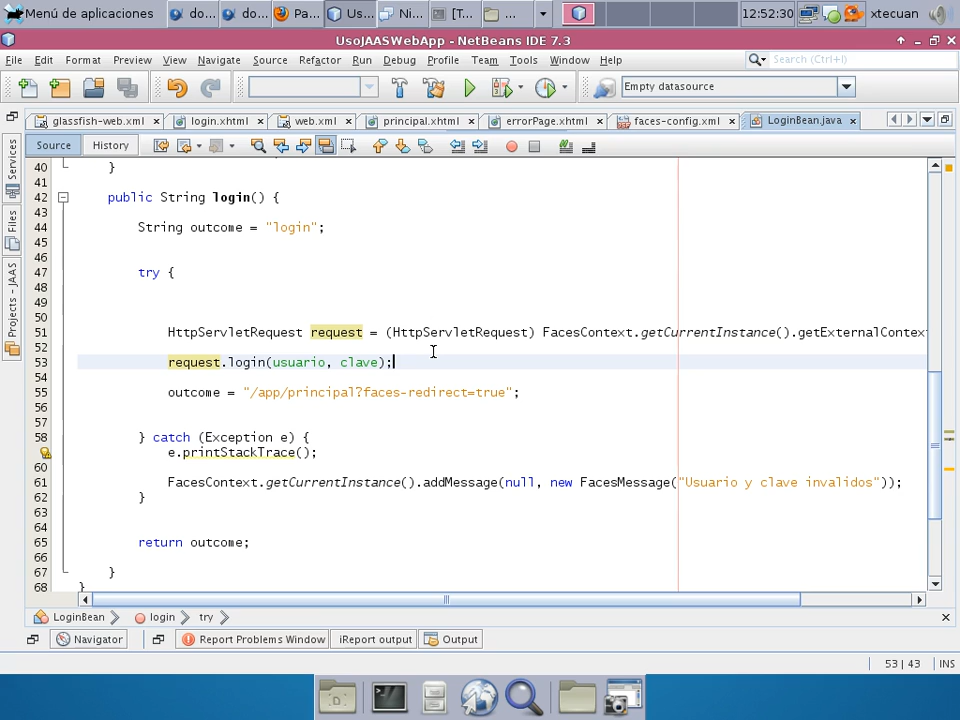 Menú de aplicaciones
do...
do...
Pa...
Us...
Ni...
[T...
...
12:52:30
xtecuan
UsoJAASWebApp - NetBeans IDE 7.3
File Edit Format Preview View Navigate Source Refactor Run Debug Profile Team Tools Window Help
Search (Ctrl+I)
Empty datasource
glassfish-web.xml
login.xhtml
web.xml
principal.xhtml
errorPage.xhtml
faces-config.xml
LoginBean.java
Source
History
Services
Files
Projects - JAAS
40 }
41
42 public String login() {
43
44 String outcome = "login";
45
46
47 try {
48
49
50
51 HttpServletRequest request = (HttpServletRequest) FacesContext.getCurrentInstance().getExternalContex
52
53 request.login(usuario, clave);
54
55 outcome = "/app/principal?faces-redirect=true";
56
57
58 } catch (Exception e) {
e.printStackTrace();
60
61 FacesContext.getCurrentInstance().addMessage(null, new FacesMessage("Usuario y clave invalidos"));
62 }
63
64
65 return outcome;
66
67 }
68 }
LoginBean
login
try
Navigator
Report Problems Window
iReport output
Output
53 | 43
INS